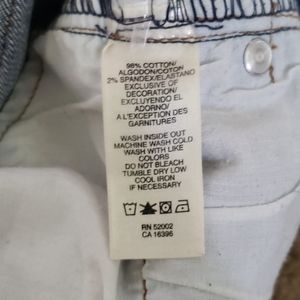 98% COTTON/
ALGODON/COTON
2% SPANDEX/ELASTANO
EXCLUSIVE OF
DECORATION/
EXCLUYENDO EL
ADORNO/
A L'EXCEPTION DES
GARNITURES
WASH INSIDE OUT
MACHINE WASH COLD
WASH WITH LIKE
COLORS
DO NOT BLEACH
TUMBLE DRY LOW
COOL IRON
IF NECESSARY
RN 52002
CA 16396